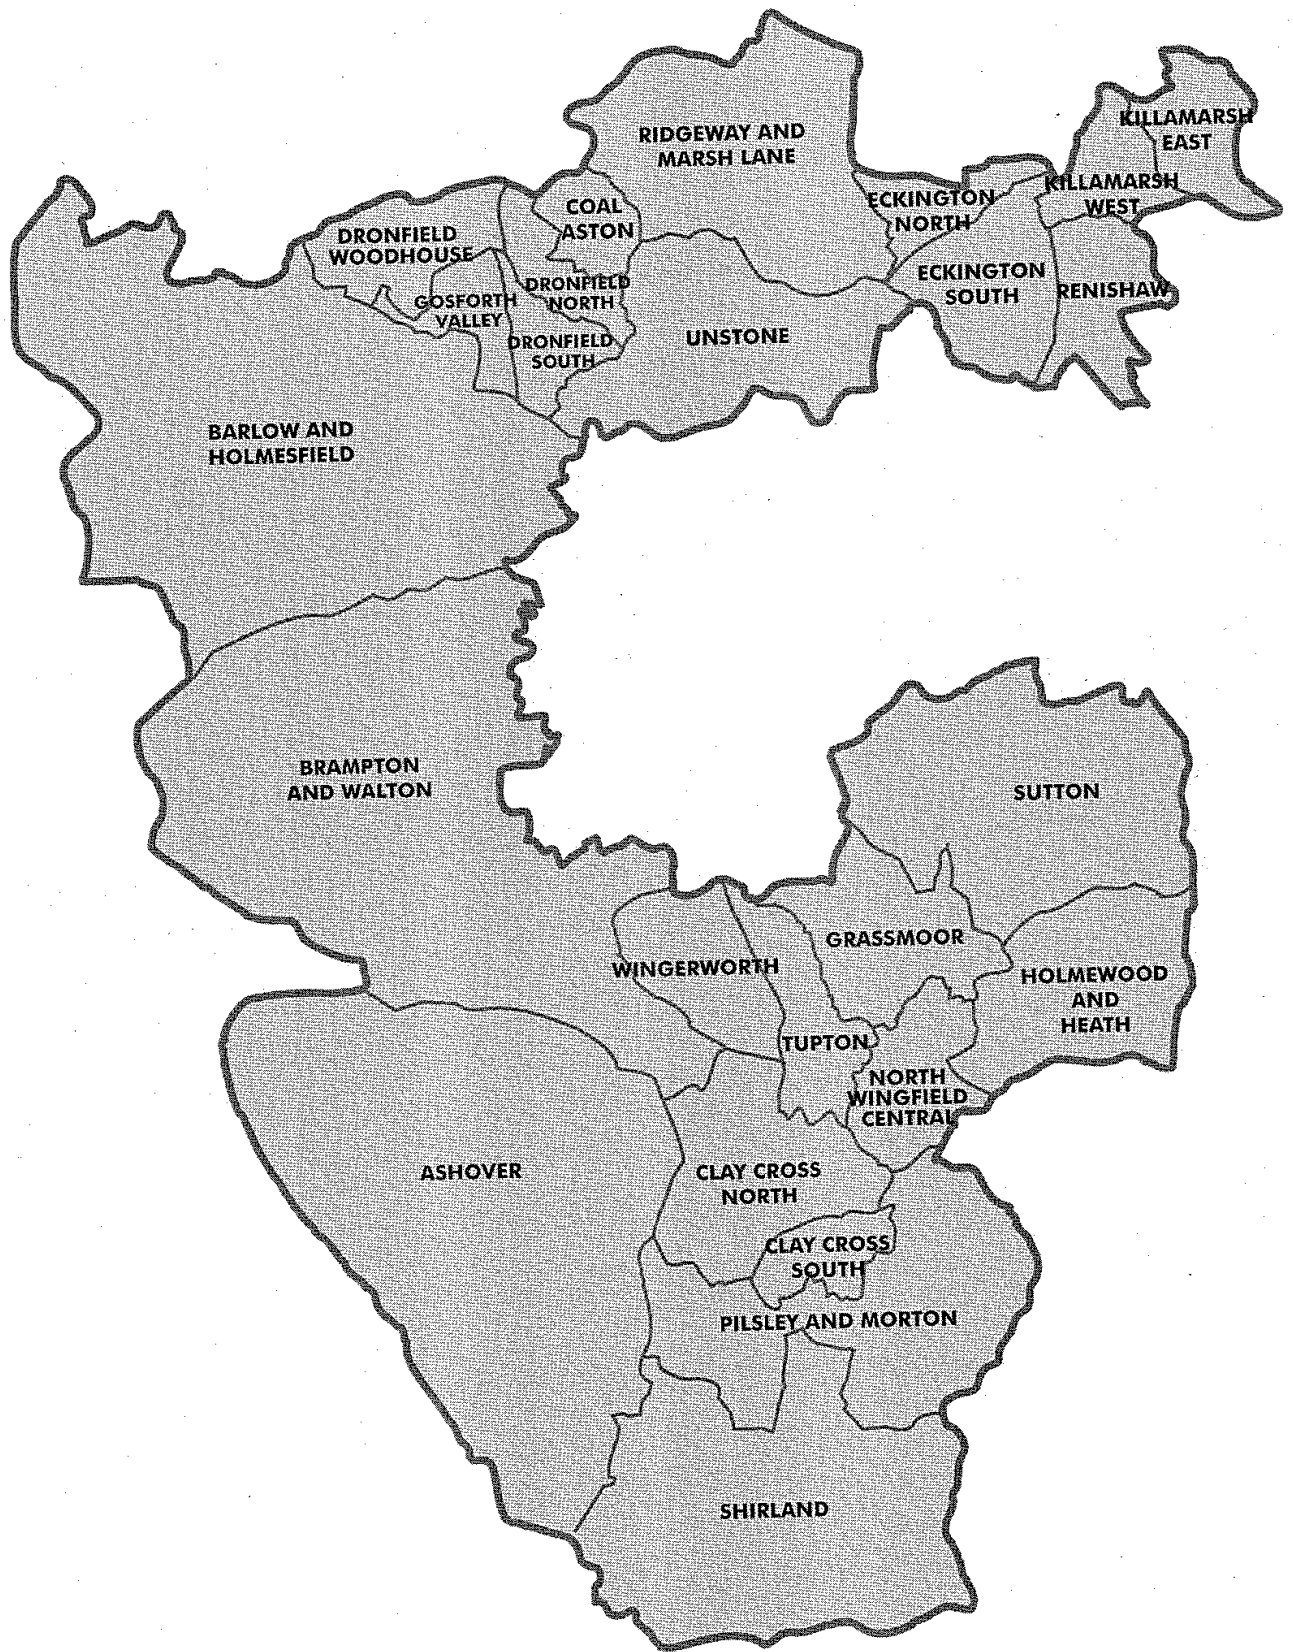 RIDGEWAY AND
MARSH LANE
KILLAMARSH
EAST
KILLAMARSH
WEST
ECKINGTON
NORTH
COAL
ASTON
DRONFIELD
WOODHOUSE
ECKINGTON
SOUTH
RENISHAW
DRONFIELD
NORTH
GOSFORTH
VALLEY
DRONFIELD
SOUTH
UNSTONE
BARLOW AND
HOLMESFIELD
BRAMPTON
AND WALTON
SUTTON
GRASSMOOR
WINGERWORTH
HOLMEWOOD
AND
HEATH
TUPTON
NORTH
WINGFIELD
CENTRAL
ASHOVER
CLAY CROSS
NORTH
CLAY CROSS
SOUTH
PILSLEY AND MORTON
SHIRLAND